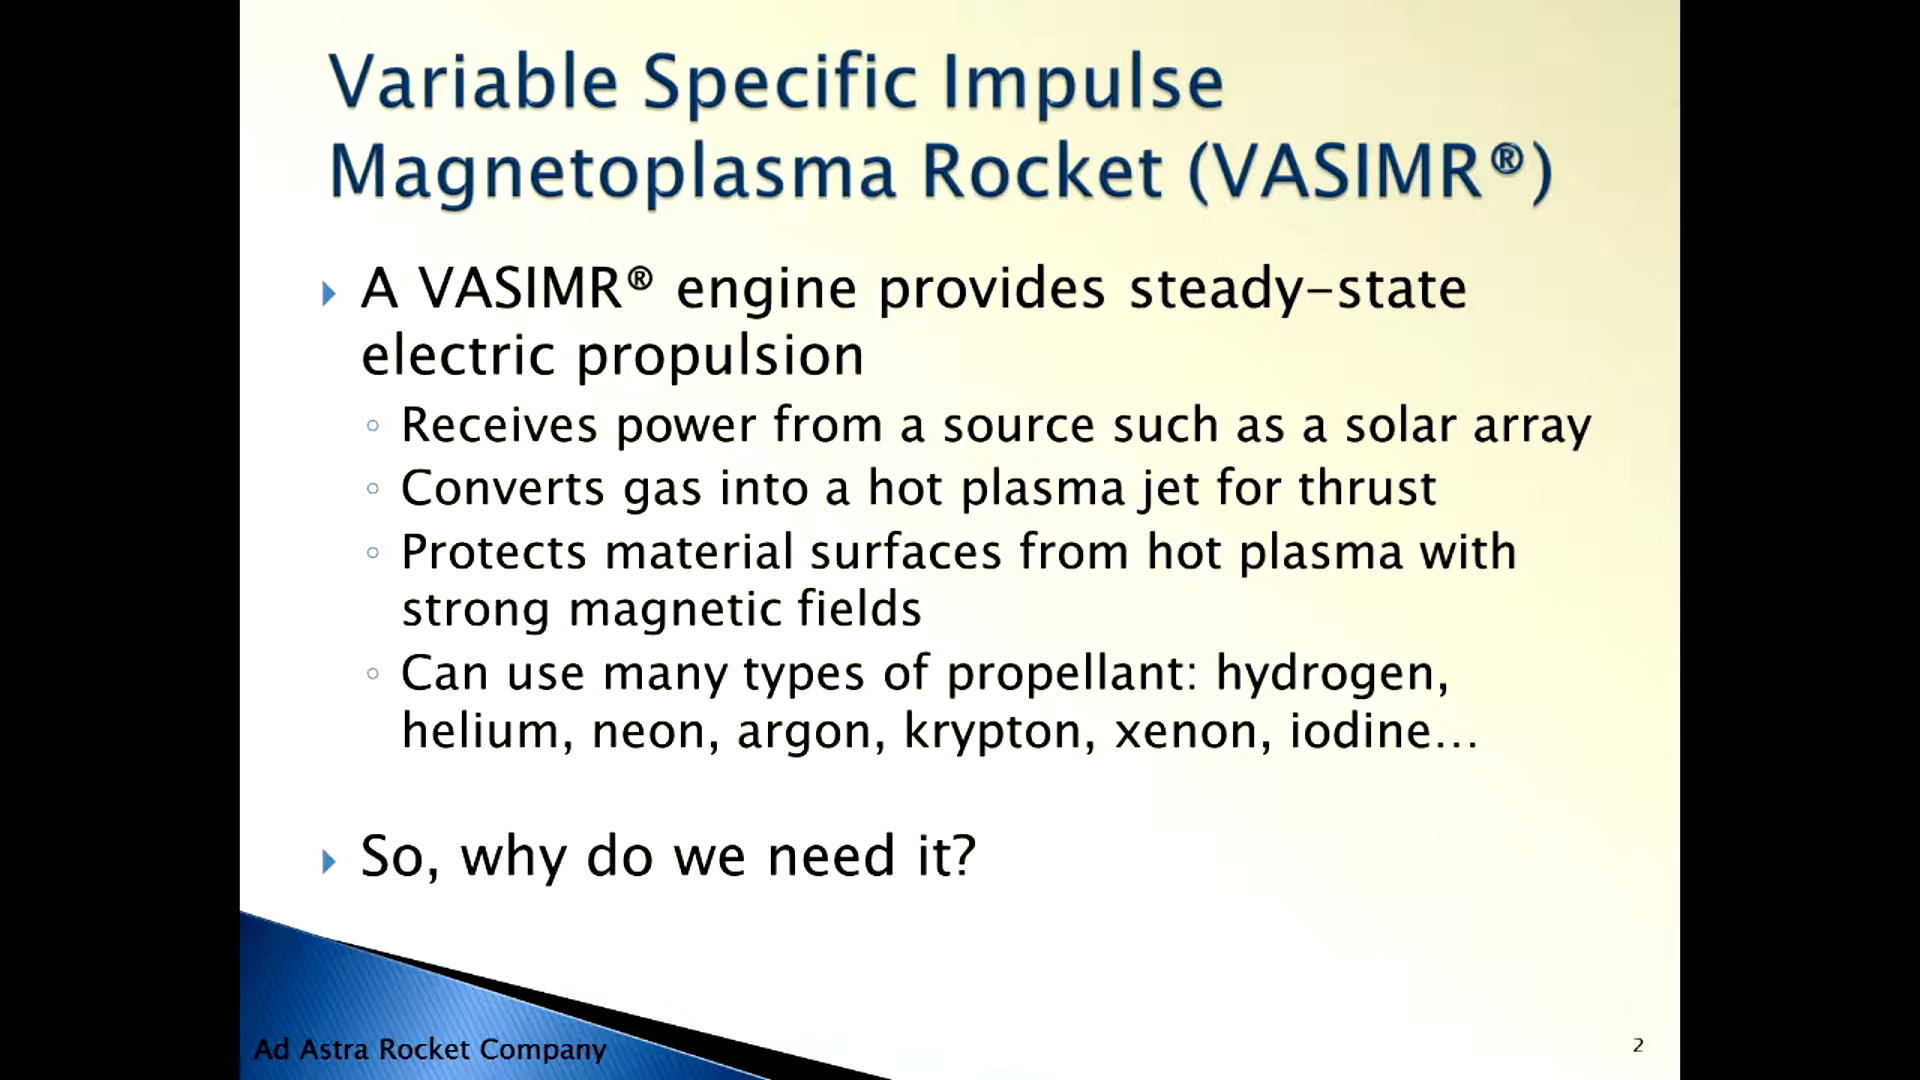 Variable Specific Impulse
Magnetoplasma Rocket (VASIMR®)
A VASIMR® engine provides steady-state
electric propulsion
Receives power from a source such as a solar array
Converts gas into a hot plasma jet for thrust
Protects material surfaces from hot plasma with
strong magnetic fields
Can use many types of propellant: hydrogen,
helium, neon, argon, krypton, xenon, iodine…
So, why do we need it?
Ad Astra Rocket Company
2